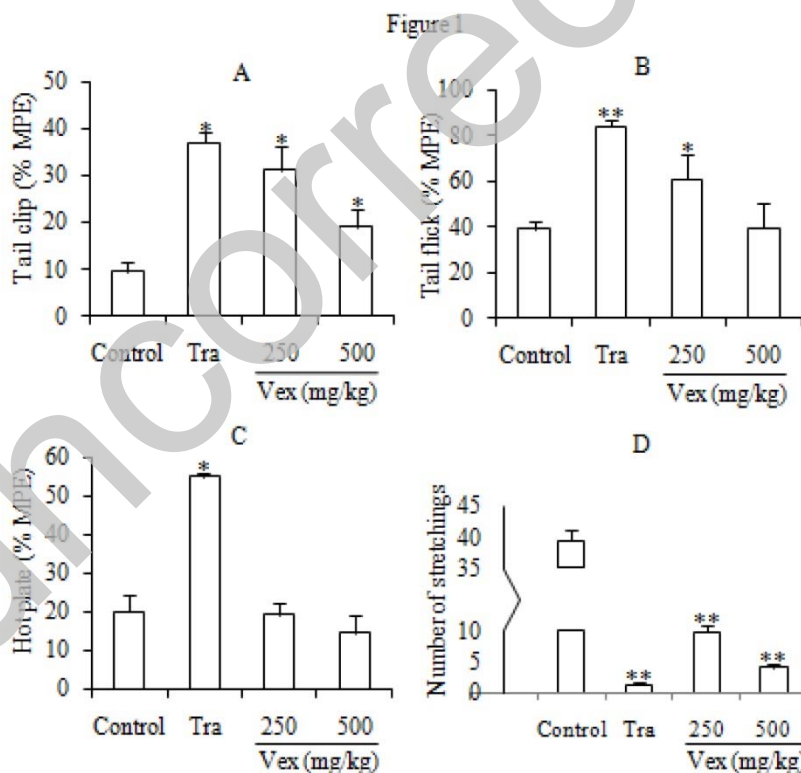 Figure 1
A
Tail clip (% MPE)
50
40
30
20
10
0
*
*
*
Control Tra 250 500
Vex (mg/kg)
B
Tail flick (% MPE)
100
80
60
40
20
0
**
*
Control Tra 250 500
Vex (mg/kg)
C
Hot plate (% MPE)
60
50
40
30
20
10
0
*
Control Tra 250 500
Vex (mg/kg)
D
Number of stretchings
45
40
35
10
5
0
**
**
**
Control Tra 250 500
Vex (mg/kg)
uncorrec